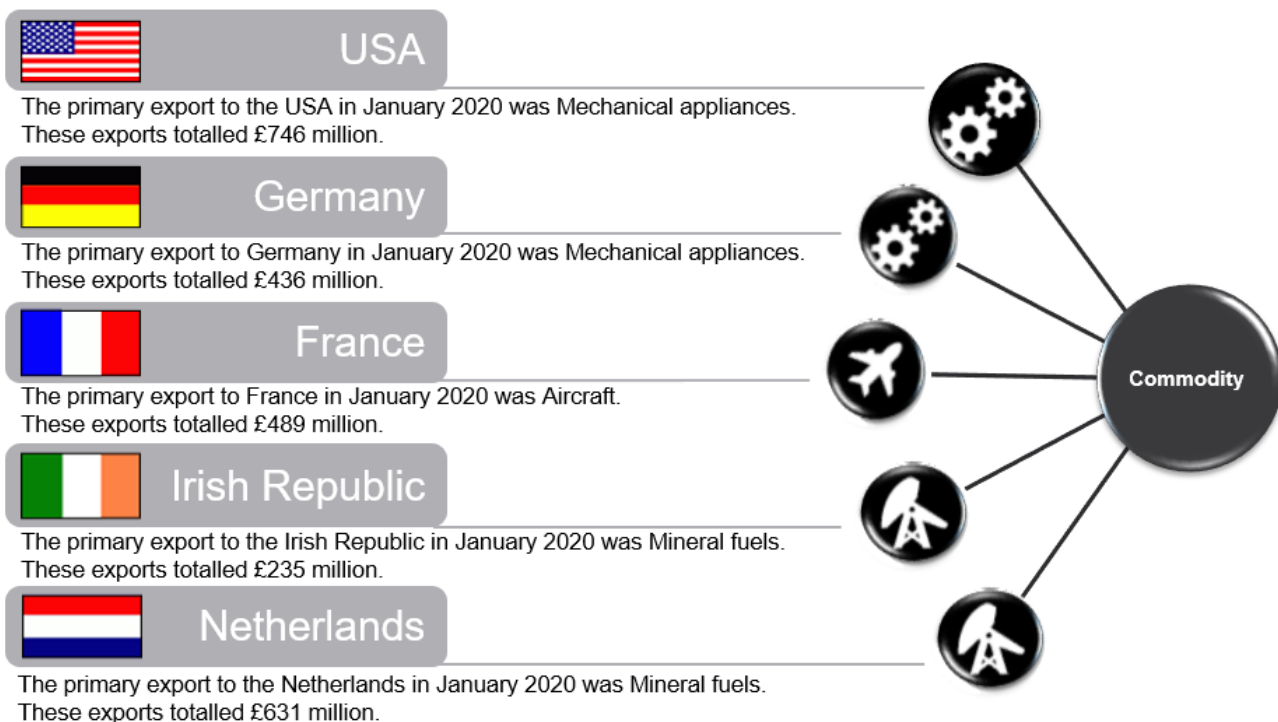 USA
The primary export to the USA in January 2020 was Mechanical appliances.
These exports totalled £746 million.
Germany
The primary export to Germany in January 2020 was Mechanical appliances.
These exports totalled £436 million.
France
The primary export to France in January 2020 was Aircraft.
These exports totalled £489 million.
Irish Republic
The primary export to the Irish Republic in January 2020 was Mineral fuels.
These exports totalled £235 million.
Netherlands
The primary export to the Netherlands in January 2020 was Mineral fuels.
These exports totalled £631 million.
Commodity